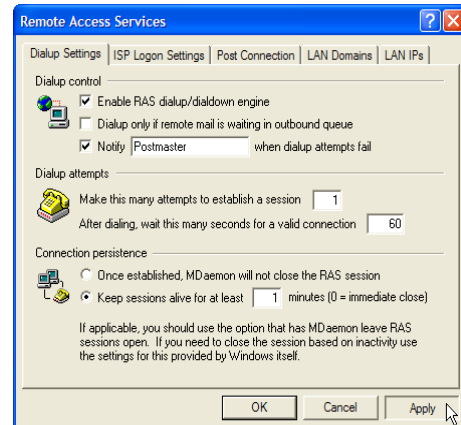 Remote Access Services
Dialup Settings ISP Logon Settings Post Connection LAN Domains LAN IPs
Dialup control
Enable RAS dialup/dialdown engine
Dialup only if remote mail is waiting in outbound queue
Notify Postmaster when dialup attempts fail
Dialup attempts
Make this many attempts to establish a session 1
After dialing, wait this many seconds for a valid connection 60
Connection persistence
Once established, MDaemon will not close the RAS session
Keep sessions alive for at least 1 minutes (0 = immediate close)
If applicable, you should use the option that has MDaemon leave RAS
sessions open. If you need to close the session based on inactivity use
the settings for this provided by Windows itself.
OK Cancel Apply